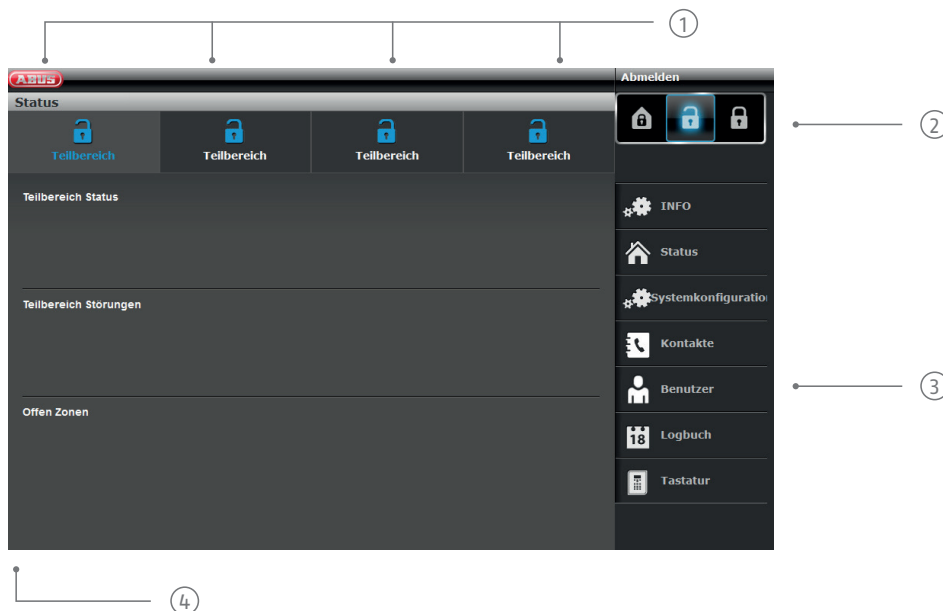 1
ABUS
Abmelden
Status
Teilbereich
Teilbereich
Teilbereich
Teilbereich
2
Teilbereich Status
INFO
Status
Teilbereich Störungen
Systemkonfiguratio
Kontakte
Benutzer
3
Offen Zonen
18 Logbuch
Tastatur
4